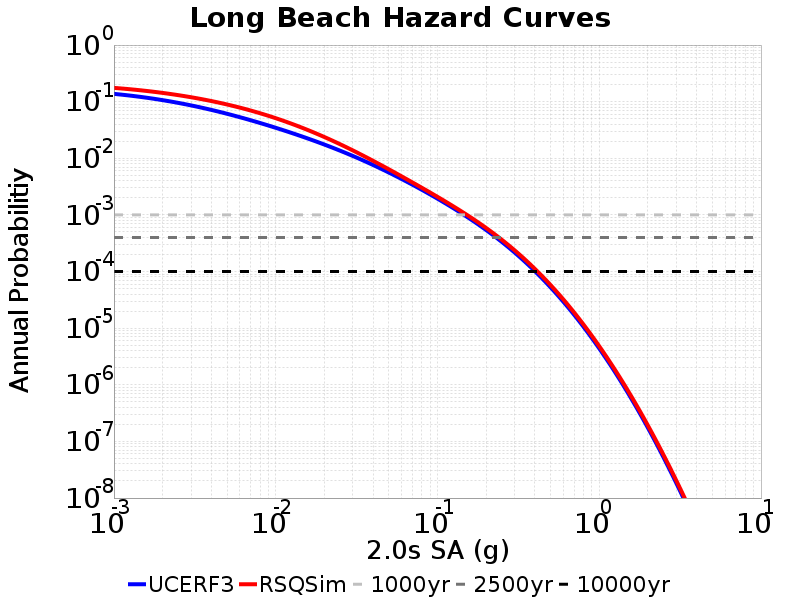 Long Beach Hazard Curves
10^0
10^-1
10^-2
10^-3
10^-4
10^-5
10^-6
10^-7
10^-8
Annual Probabilitiy
10^-3 10^-2 10^-1 10^0 10^1
2.0s SA (g)
UCERF3 RSQSim 1000yr 2500yr 10000yr